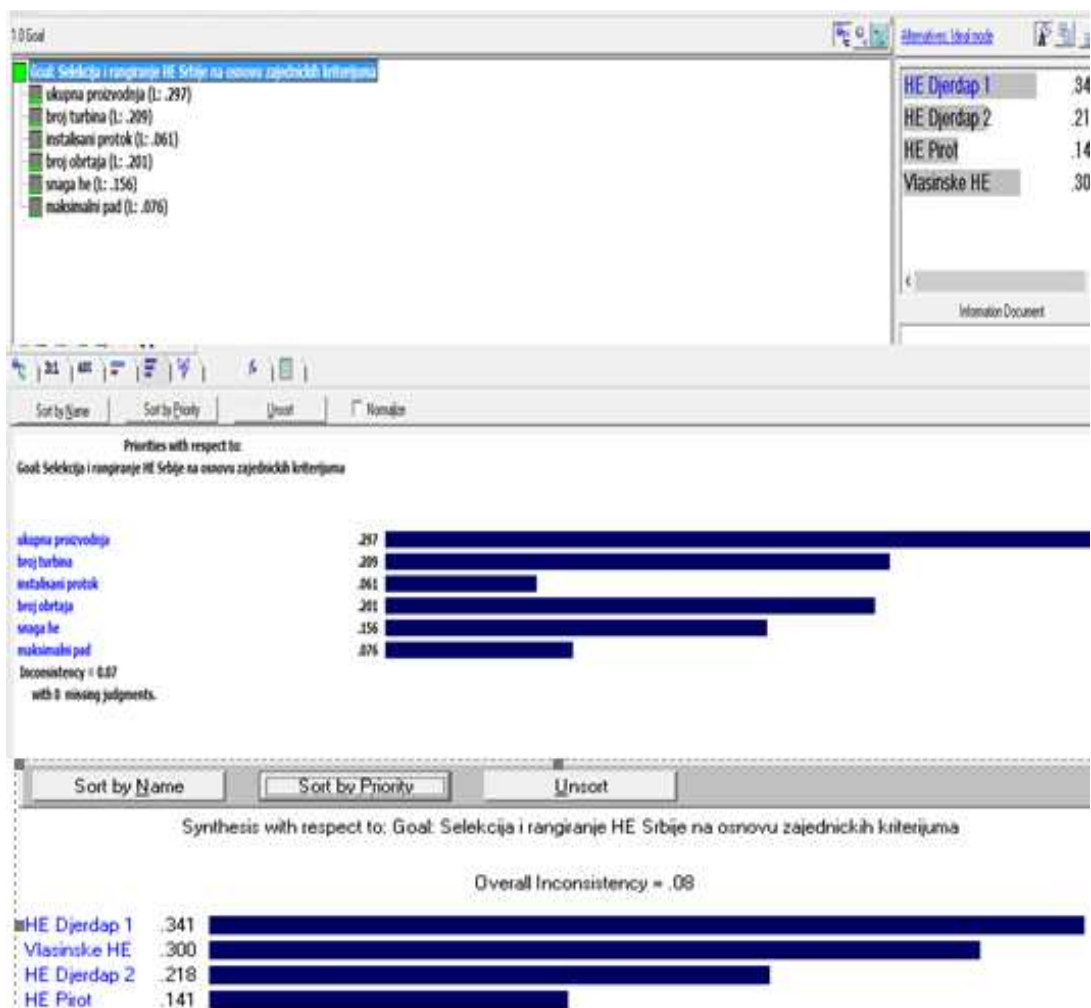 1.0 Goal
Alternatives: Ideal mode
Goal: Selekcija i rangiranje HE Srbije na osnovu zajednickih kriterijuma
ukupna proizvodnja (L: .297)
broj turbina (L: .209)
instalisani protok (L: .061)
broj obrtaja (L: .201)
snaga he (L: .156)
maksimalni pad (L: .076)
HE Djerdap 1 .34
HE Djerdap 2 .21
HE Pirot .14
Vlasinske HE .30
Information Document
Sort by Name Sort by Priority Unsort Normalize
Priorities with respect to:
Goal: Selekcija i rangiranje HE Srbije na osnovu zajednickih kriterijuma
ukupna proizvodnja .297
broj turbina .209
instalisani protok .061
broj obrtaja .201
snaga he .156
maksimalni pad .076
Inconsistency = 0.07
with 0 missing judgments.
Sort by Name Sort by Priority Unsort
Synthesis with respect to: Goal: Selekcija i rangiranje HE Srbije na osnovu zajednickih kriterijuma
Overall Inconsistency = .08
HE Djerdap 1 .341
Vlasinske HE .300
HE Djerdap 2 .218
HE Pirot .141